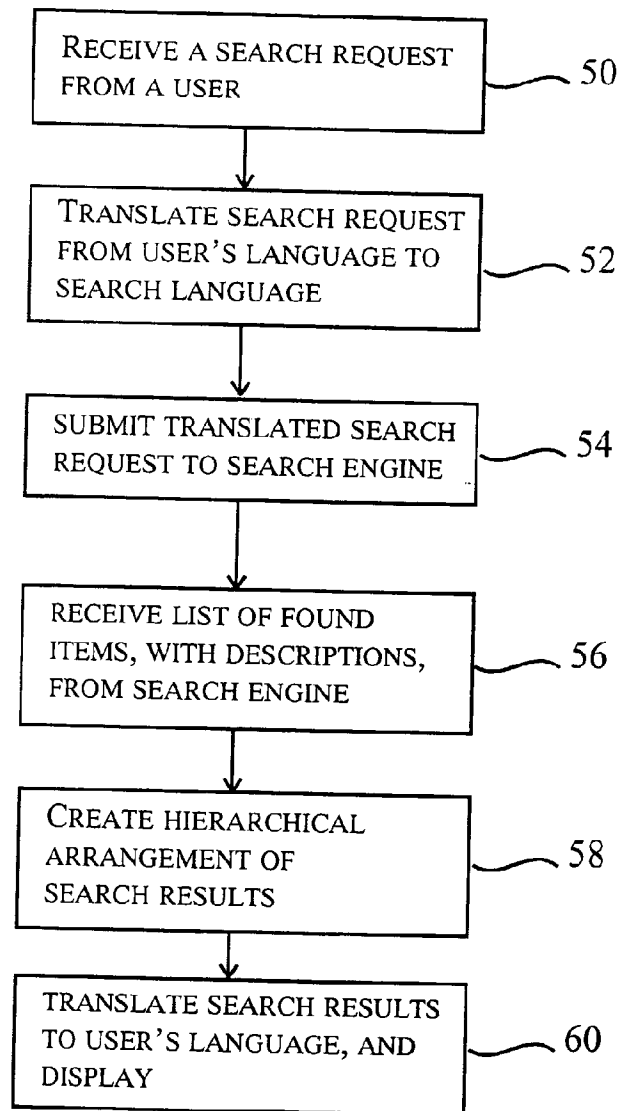 RECEIVE A SEARCH REQUEST
FROM A USER
50
TRANSLATE SEARCH REQUEST
FROM USER'S LANGUAGE TO
SEARCH LANGUAGE
52
SUBMIT TRANSLATED SEARCH
REQUEST TO SEARCH ENGINE
54
RECEIVE LIST OF FOUND
ITEMS, WITH DESCRIPTIONS,
FROM SEARCH ENGINE
56
CREATE HIERARCHICAL
ARRANGEMENT OF
SEARCH RESULTS
58
TRANSLATE SEARCH RESULTS
TO USER'S LANGUAGE, AND
DISPLAY
60